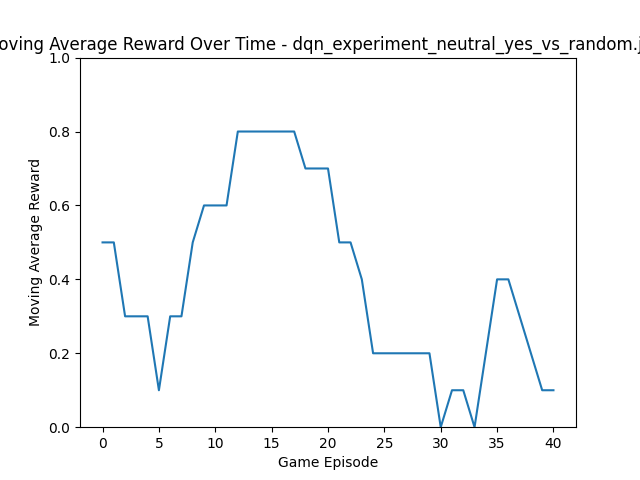 oving Average Reward Over Time - dqn_experiment_neutral_yes_vs_random.j
1.0
0.8
0.6
0.4
0.2
0.0
Moving Average Reward
0 5 10 15 20 25 30 35 40
Game Episode